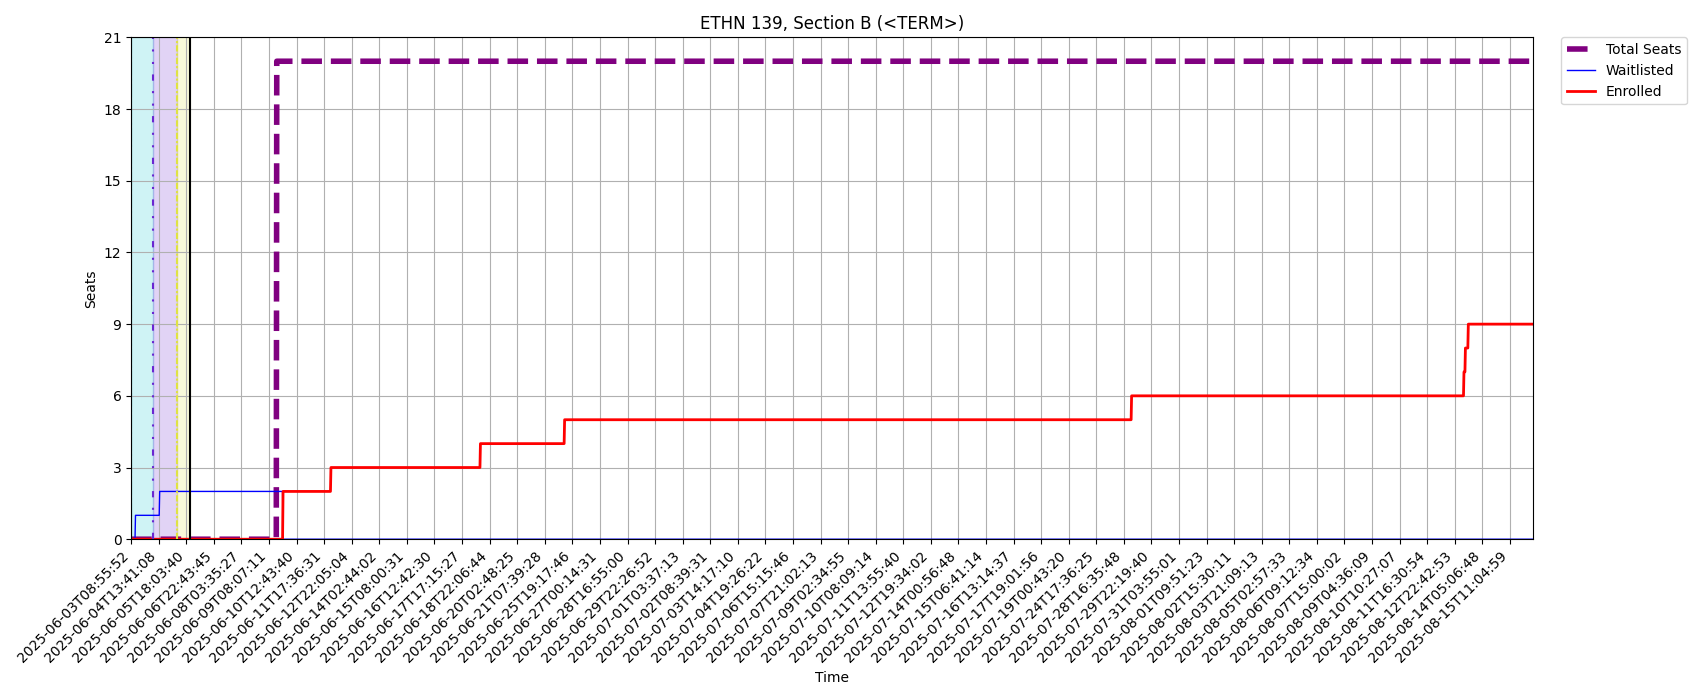 ETHN 139, Section B (<TERM>)
Seats
21
18
15
12
9
6
3
0
2025-06-03T08:55:52
2025-06-04T13:41:08
2025-06-05T18:03:40
2025-06-06T22:43:45
2025-06-08T03:35:27
2025-06-09T08:07:11
2025-06-10T12:43:40
2025-06-11T17:36:31
2025-06-12T22:05:04
2025-06-14T02:44:02
2025-06-15T08:00:31
2025-06-16T12:42:30
2025-06-17T17:15:27
2025-06-18T22:06:44
2025-06-20T02:48:25
2025-06-21T07:39:28
2025-06-25T19:17:46
2025-06-27T00:14:31
2025-06-28T16:55:00
2025-06-29T22:26:52
2025-07-01T03:37:13
2025-07-02T08:39:31
2025-07-03T14:17:10
2025-07-04T19:26:22
2025-07-06T15:15:46
2025-07-07T21:02:13
2025-07-09T02:34:55
2025-07-10T08:09:14
2025-07-11T13:55:40
2025-07-12T19:34:02
2025-07-14T00:56:48
2025-07-15T06:41:14
2025-07-16T13:14:37
2025-07-17T19:01:56
2025-07-19T00:43:20
2025-07-24T17:36:25
2025-07-28T16:35:48
2025-07-29T22:19:40
2025-07-31T03:55:01
2025-08-01T09:51:23
2025-08-02T15:30:11
2025-08-03T21:09:13
2025-08-05T02:57:33
2025-08-06T09:12:34
2025-08-07T15:00:02
2025-08-09T04:36:09
2025-08-10T10:27:07
2025-08-11T16:30:54
2025-08-12T22:42:53
2025-08-14T05:06:48
2025-08-15T11:04:59
Time
Total Seats
Waitlisted
Enrolled